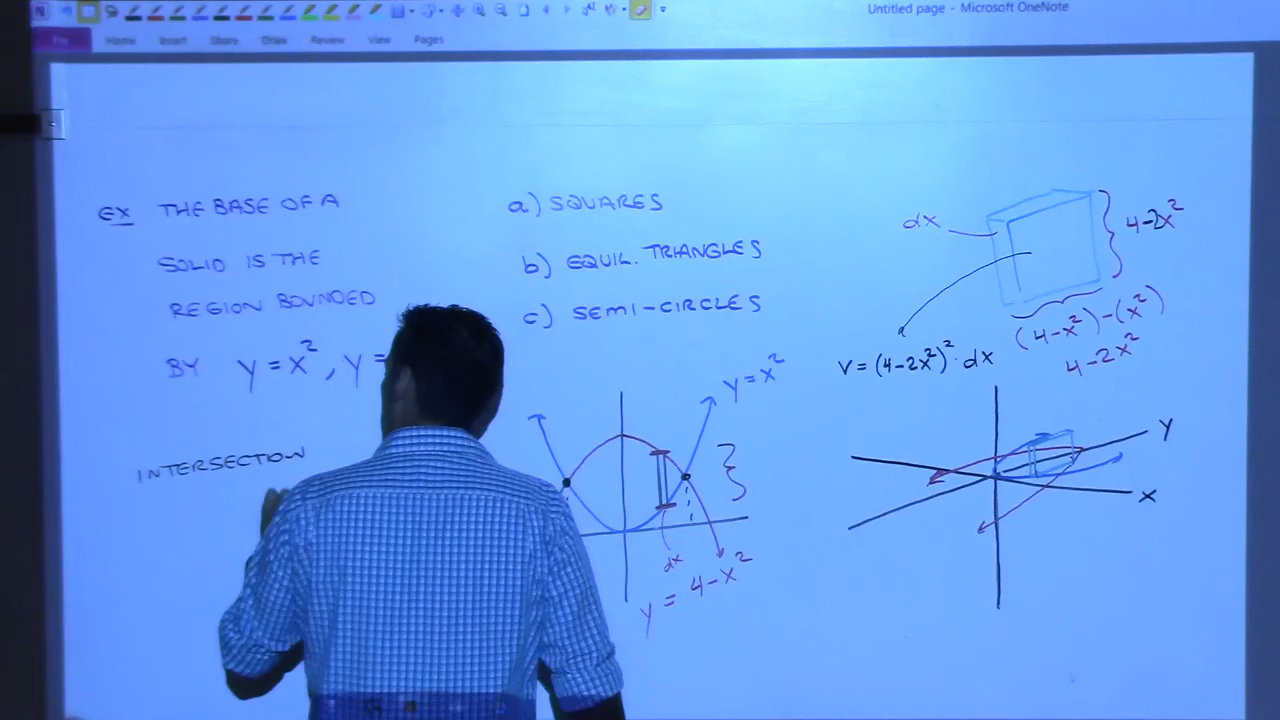 Untitled page - Microsoft OneNote
File Home Insert Share Draw Review View Pages
EX THE BASE OF A
SOLID IS THE
REGION BOUNDED
BY Y = x², Y =
INTERSECTION
a) SQUARES
b) EQUIL. TRIANGLES
c) SEMI-CIRCLES
y = x²
dx
y = 4-x²
dx
4-2x²
(4-x²)-(x²)
4-2x²
V = (4-2x²)²·dx
Y
X